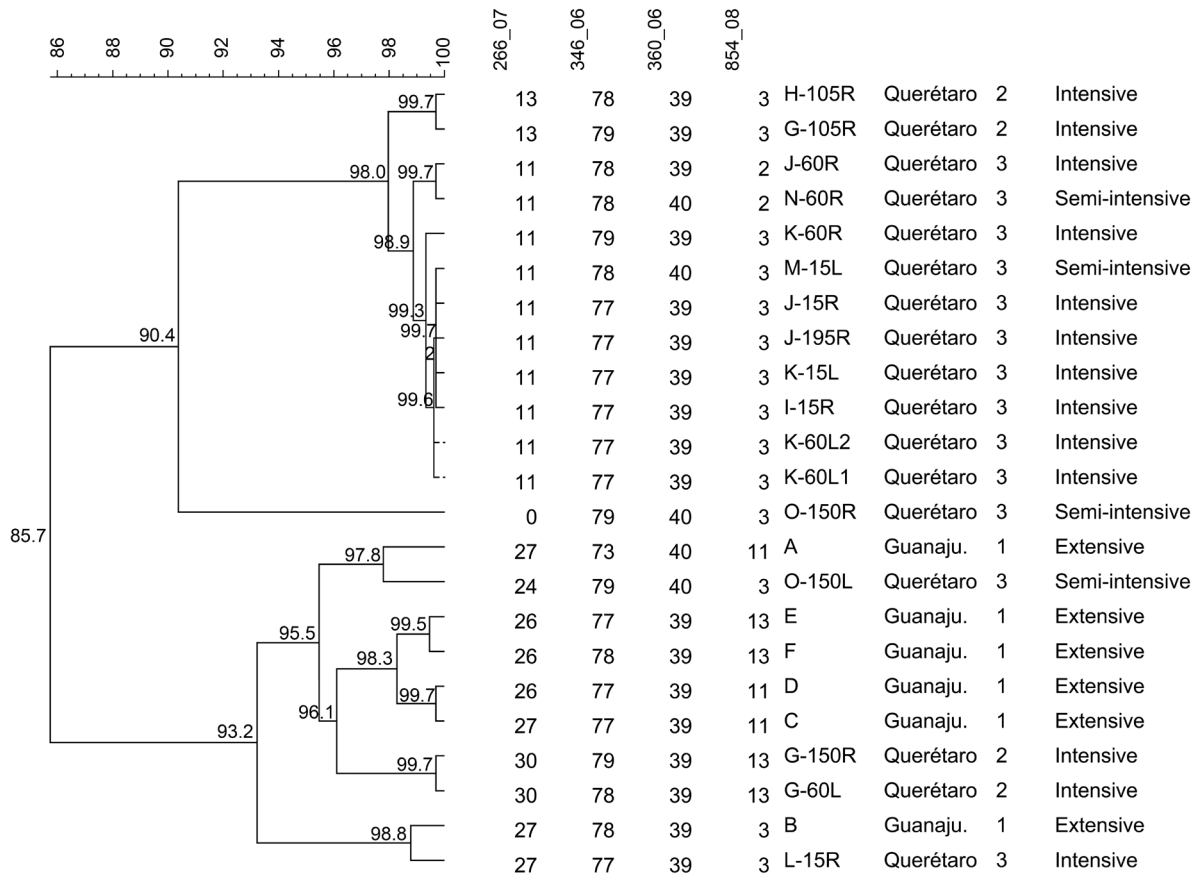 86 88 90 92 94 96 98 100 266_07 346_06 360_06 854_08
99.7 13 78 39 3 H-105R Querétaro 2 Intensive
13 79 39 3 G-105R Querétaro 2 Intensive
98.0 99.7 11 78 39 2 J-60R Querétaro 3 Intensive
11 78 40 2 N-60R Querétaro 3 Semi-intensive
98.9 11 79 39 3 K-60R Querétaro 3 Intensive
11 78 40 3 M-15L Querétaro 3 Semi-intensive
99.3 11 77 39 3 J-15R Querétaro 3 Intensive
90.4 99.7 11 77 39 3 J-195R Querétaro 3 Intensive
2 11 77 39 3 K-15L Querétaro 3 Intensive
99.6 11 77 39 3 I-15R Querétaro 3 Intensive
11 77 39 3 K-60L2 Querétaro 3 Intensive
11 77 39 3 K-60L1 Querétaro 3 Intensive
85.7 0 79 40 3 O-150R Querétaro 3 Semi-intensive
97.8 27 73 40 11 A Guanaju. 1 Extensive
24 79 40 3 O-150L Querétaro 3 Semi-intensive
95.5 99.5 26 77 39 13 E Guanaju. 1 Extensive
98.3 26 78 39 13 F Guanaju. 1 Extensive
99.7 26 77 39 11 D Guanaju. 1 Extensive
93.2 96.1 27 77 39 11 C Guanaju. 1 Extensive
99.7 30 79 39 13 G-150R Querétaro 2 Intensive
30 78 39 13 G-60L Querétaro 2 Intensive
98.8 27 78 39 3 B Guanaju. 1 Extensive
27 77 39 3 L-15R Querétaro 3 Intensive